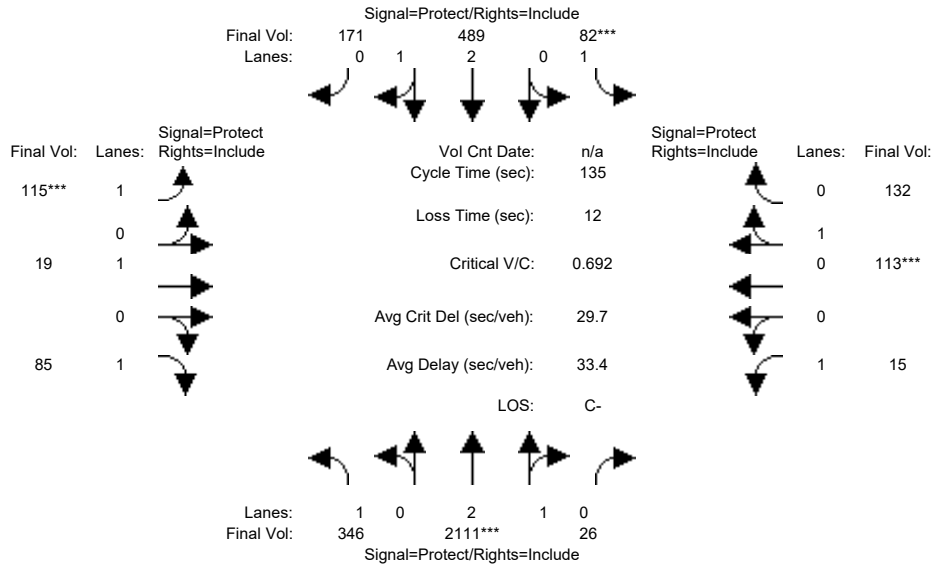 Signal=Protect/Rights=Include
Final Vol: 171 489 82***
Lanes: 0 1 2 0 1
Signal=Protect
Final Vol: Lanes: Rights=Include
Vol Cnt Date: n/a
Signal=Protect
Rights=Include Lanes: Final Vol:
Cycle Time (sec): 135
115*** 1
0 132
Loss Time (sec): 12
0
1
19 1
Critical V/C: 0.692
0 113***
0
Avg Crit Del (sec/veh): 29.7
0
85 1
Avg Delay (sec/veh): 33.4
1 15
LOS: C-
Lanes: 1 0 2 1 0
Final Vol: 346 2111*** 26
Signal=Protect/Rights=Include